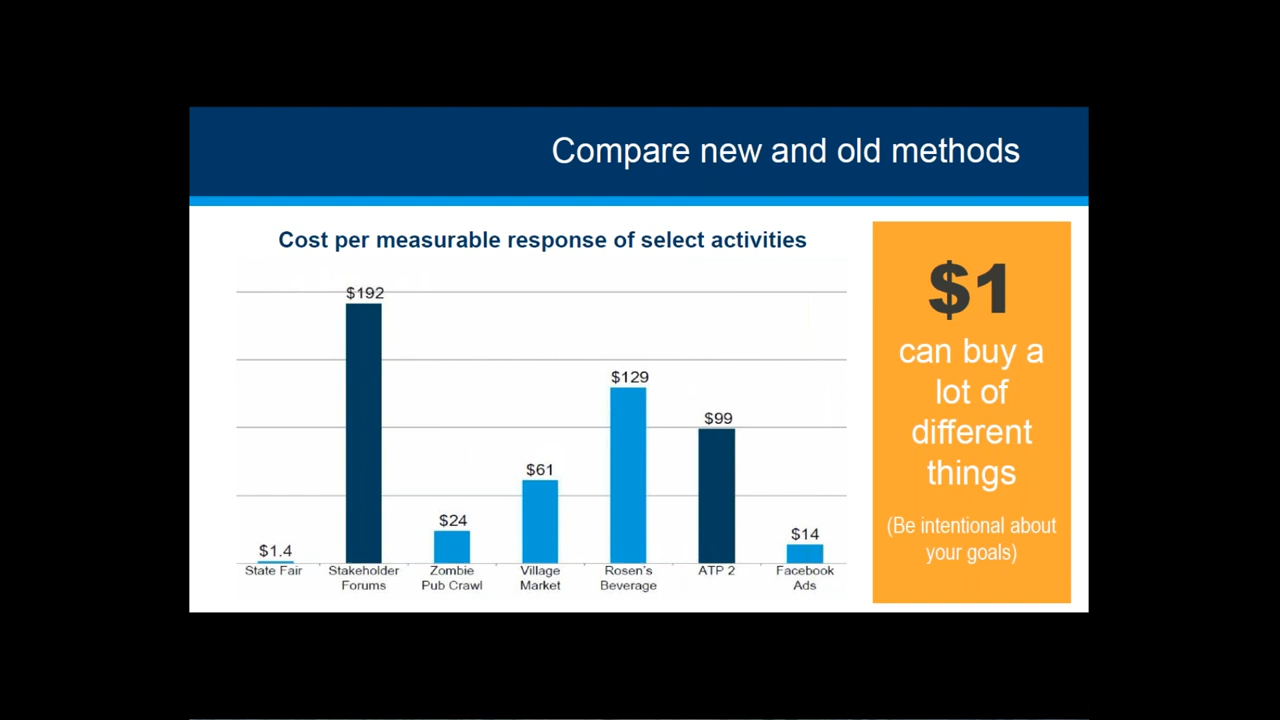 Compare new and old methods
Cost per measurable response of select activities
$192
$129
$99
$61
$24
$14
$1.4
State Fair
Stakeholder
Forums
Zombie
Pub Crawl
Village
Market
Rosen's
Beverage
ATP 2
Facebook
Ads
$1
can buy a
lot of
different
things
(Be intentional about
your goals)